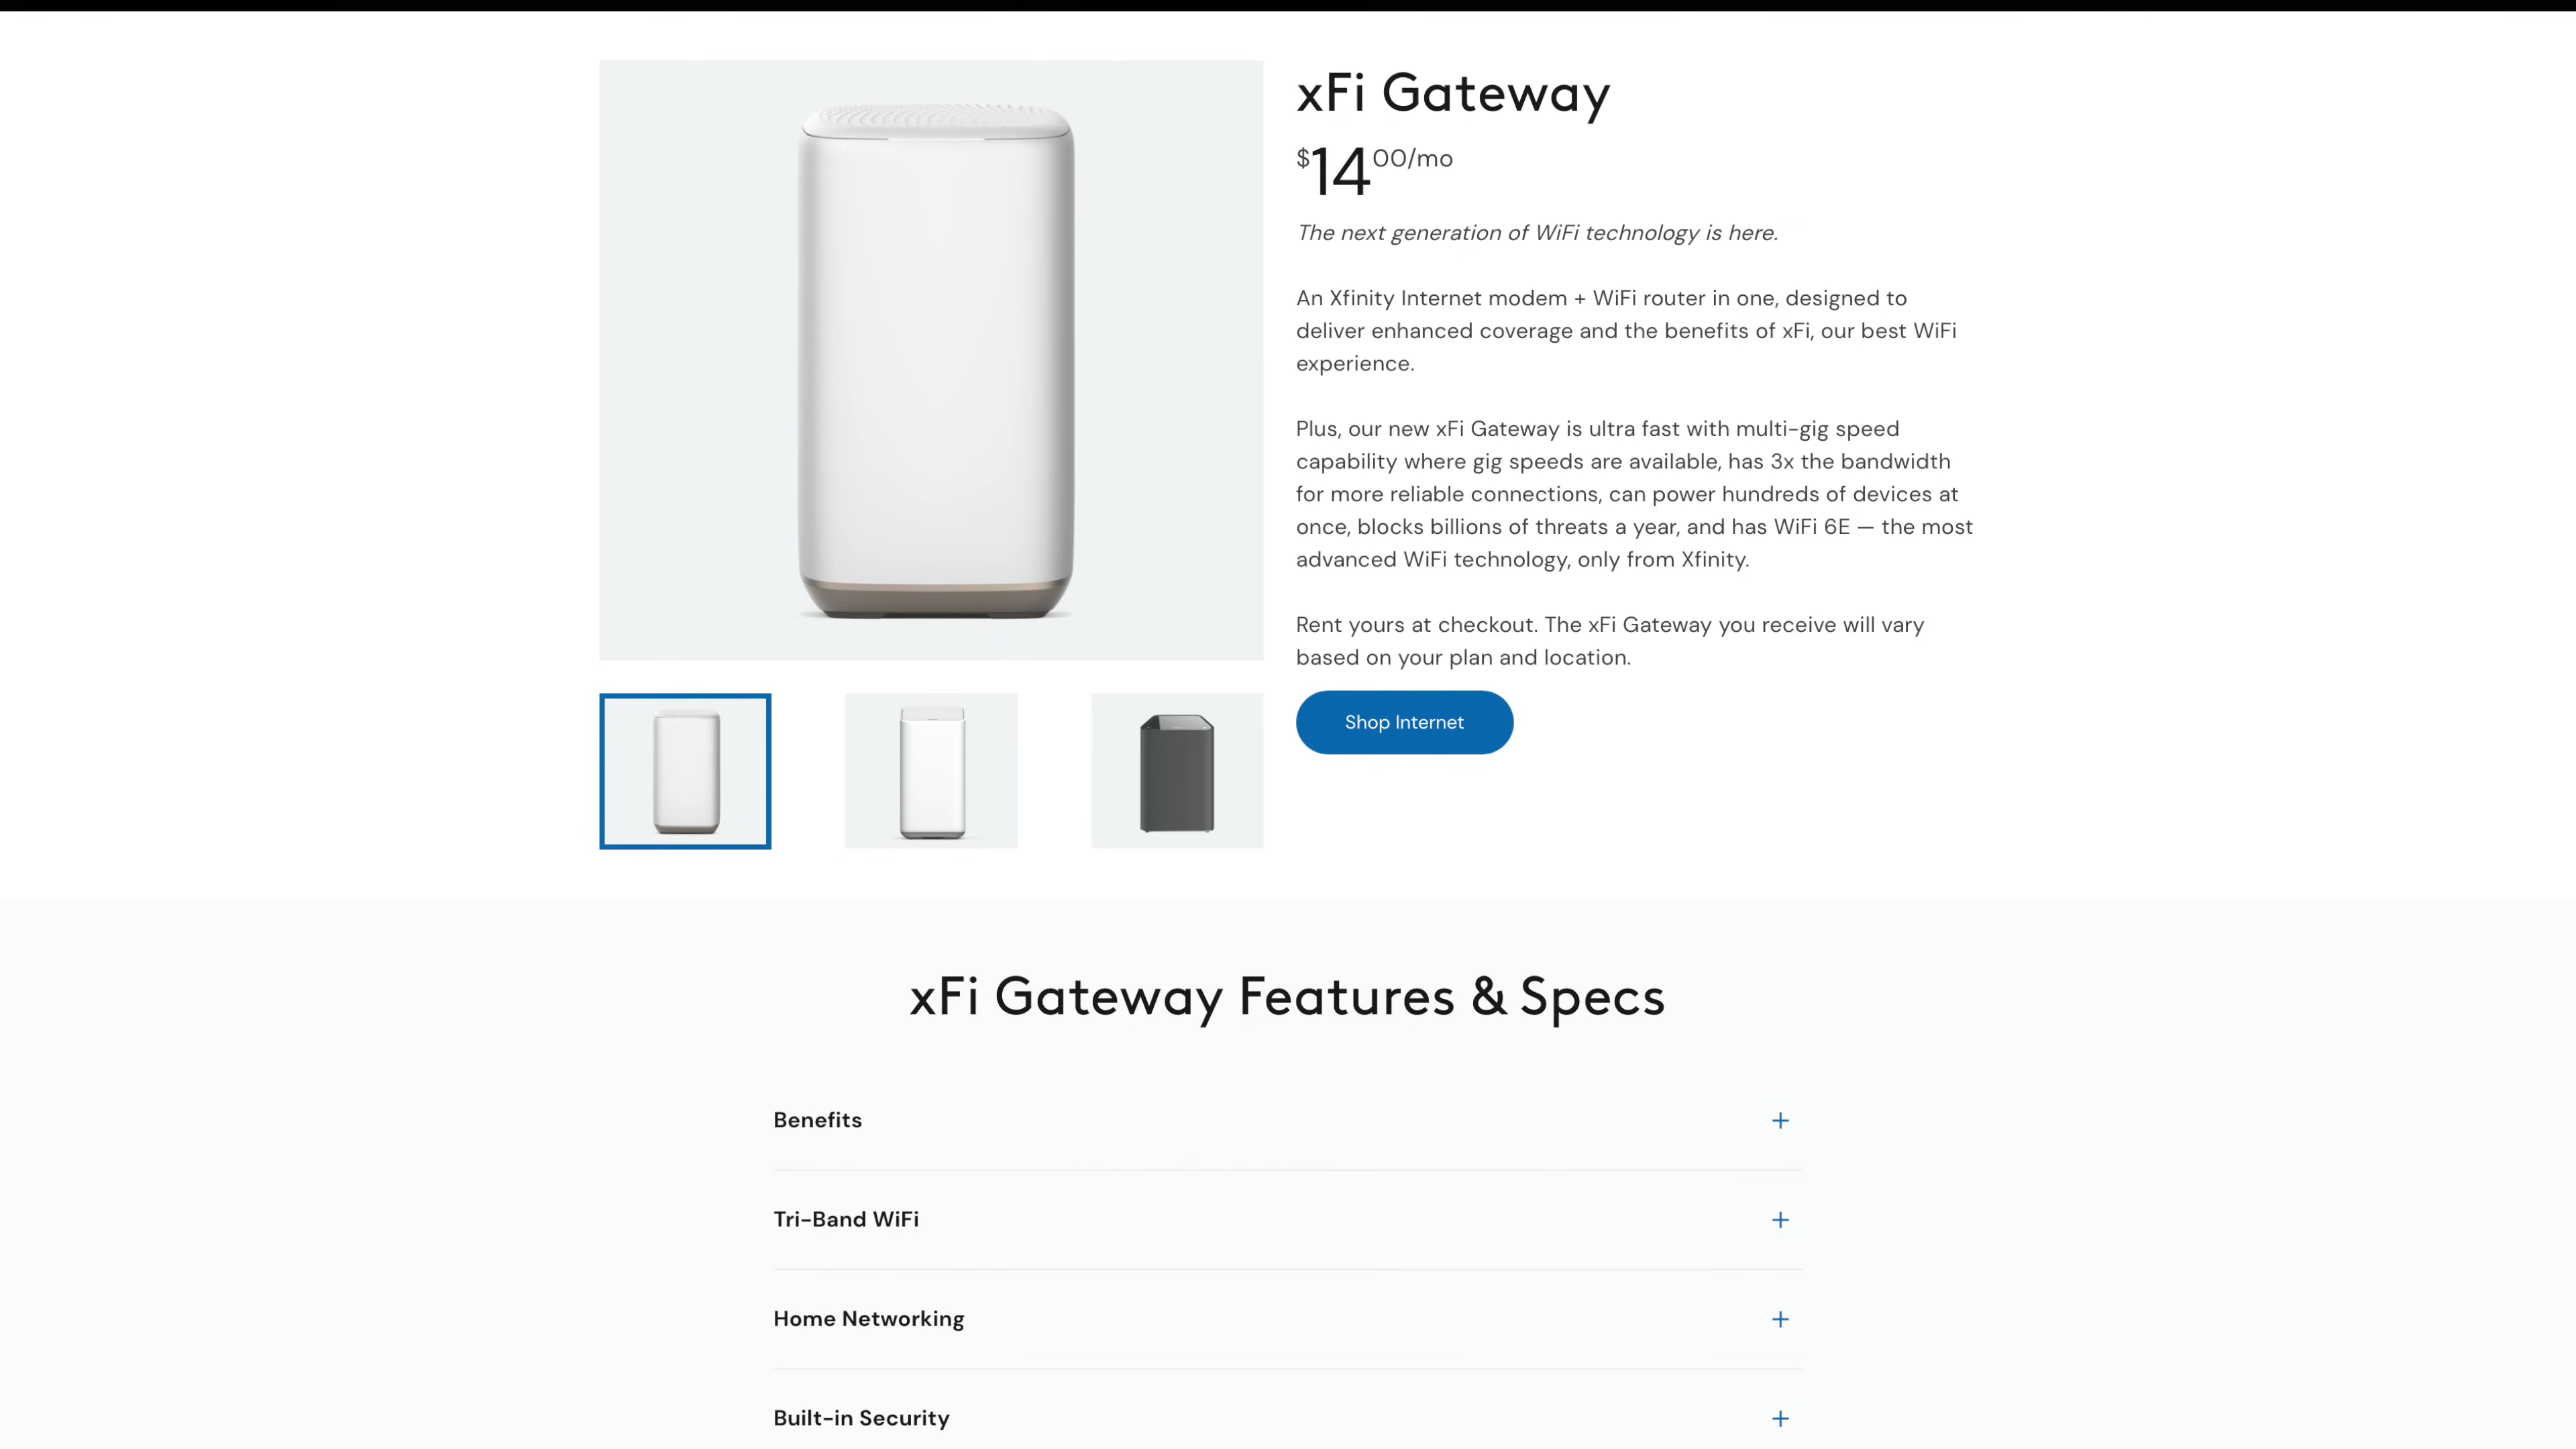 xFi Gateway
$14 00/mo
The next generation of WiFi technology is here.
An Xfinity Internet modem + WiFi router in one, designed to
deliver enhanced coverage and the benefits of xFi, our best WiFi
experience.
Plus, our new xFi Gateway is ultra fast with multi-gig speed
capability where gig speeds are available, has 3x the bandwidth
for more reliable connections, can power hundreds of devices at
once, blocks billions of threats a year, and has WiFi 6E — the most
advanced WiFi technology, only from Xfinity.
Rent yours at checkout. The xFi Gateway you receive will vary
based on your plan and location.
Shop Internet
xFi Gateway Features & Specs
Benefits
Tri-Band WiFi
Home Networking
Built-in Security